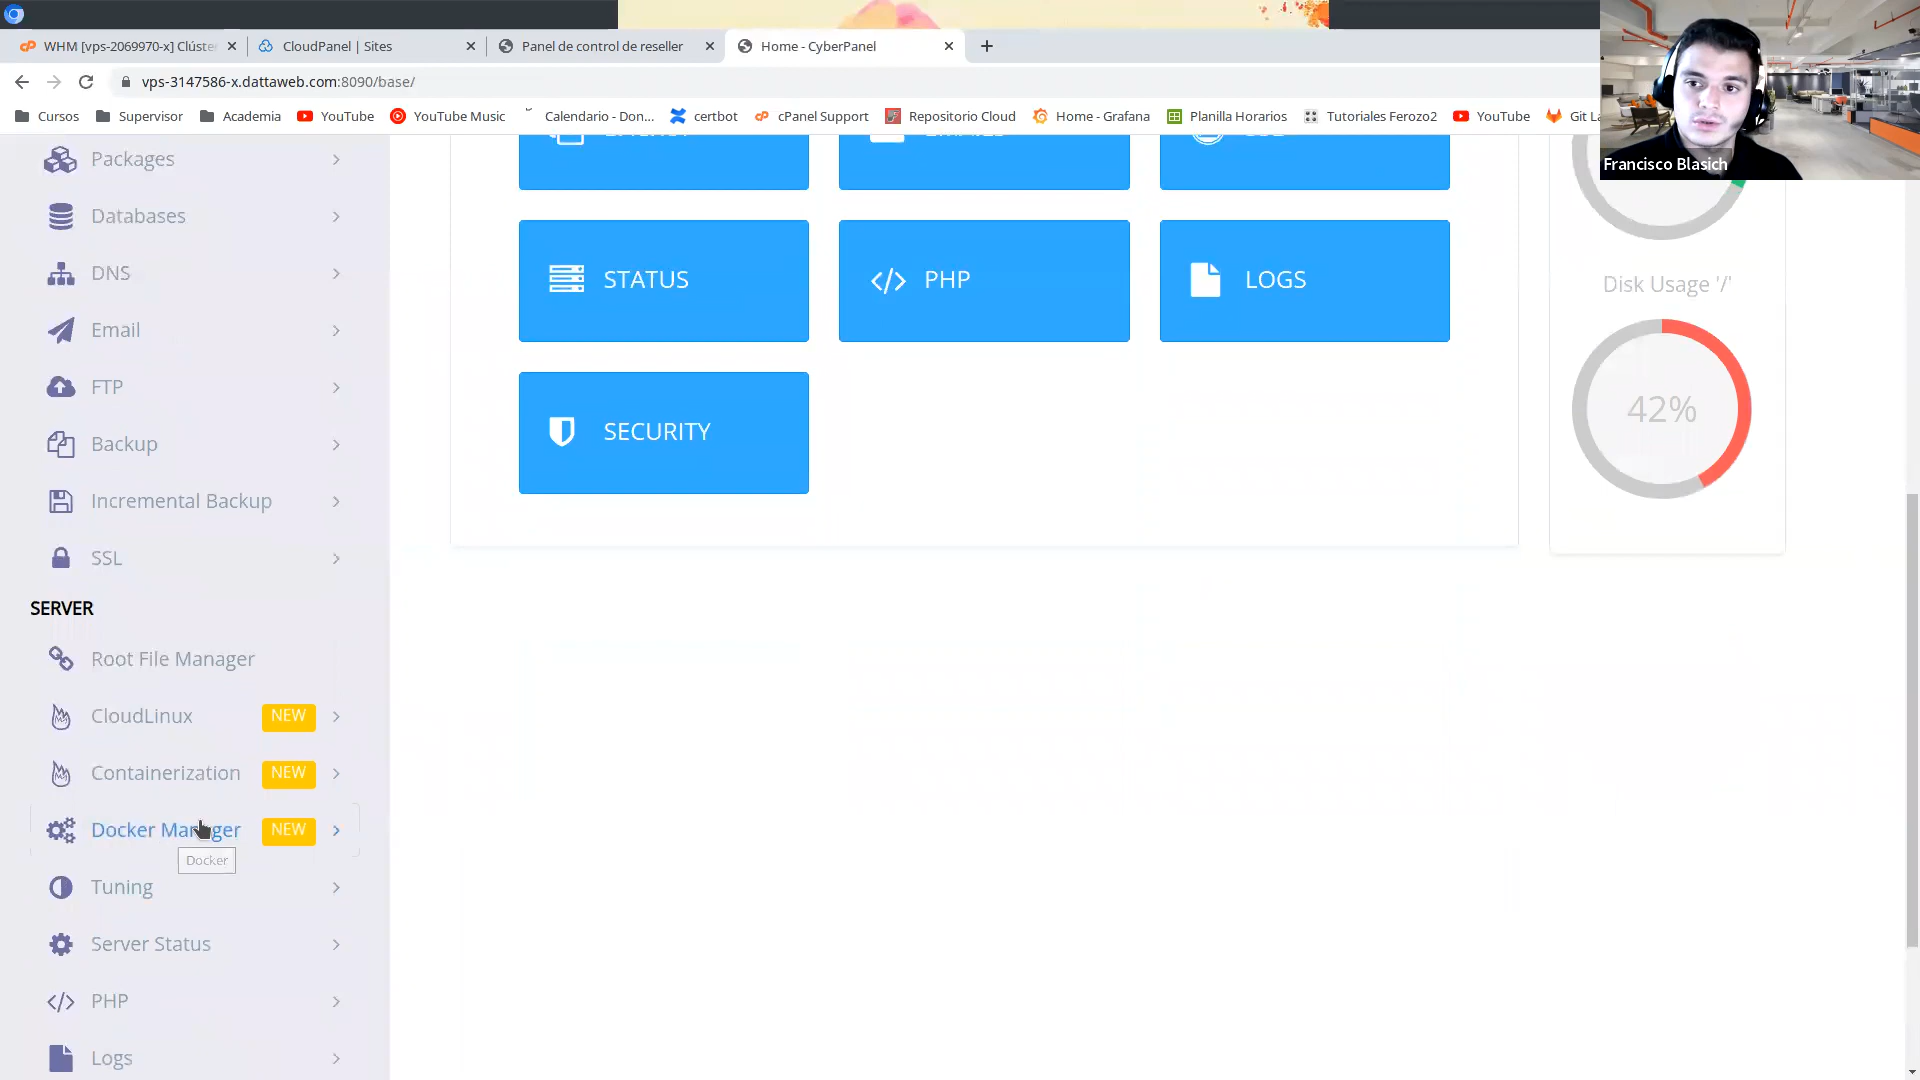 WHM [vps-2069970-x] Clúste
CloudPanel | Sites
Panel de control de reseller
Home - CyberPanel
vps-3147586-x.dattaweb.com:8090/base/
Cursos
Supervisor
Academia
YouTube
YouTube Music
Calendario - Don...
certbot
cPanel Support
Repositorio Cloud
Home - Grafana
Planilla Horarios
Tutoriales Ferozo2
YouTube
Git La
Francisco Blasich
Packages
Databases
DNS
Email
FTP
Backup
Incremental Backup
SSL
SERVER
Root File Manager
CloudLinux
NEW
Containerization
NEW
Docker Manager
NEW
Docker
Tuning
Server Status
PHP
Logs
STATUS
PHP
LOGS
SECURITY
Disk Usage '/'
42%